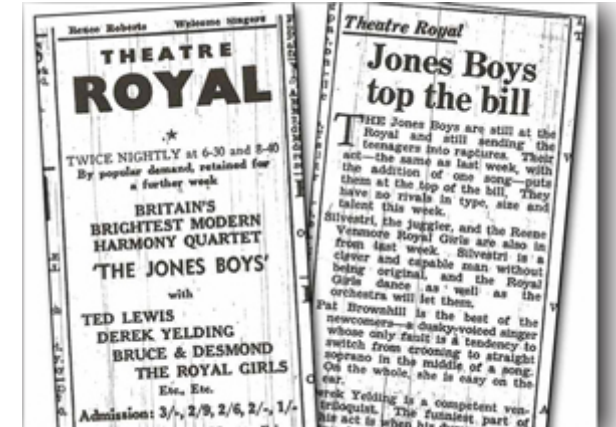 Renee Roberts Welcome Singers
THEATRE
ROYAL
TWICE NIGHTLY at 6-30 and 8-40
By popular demand, retained for
a further week
BRITAIN'S
BRIGHTEST MODERN
HARMONY QUARTET
'THE JONES BOYS'
with
TED LEWIS
DEREK YELDING
BRUCE & DESMOND
THE ROYAL GIRLS
Etc., Etc.
Admission: 3/-, 2/9, 2/6, 2/-, 1/-
Theatre Royal
Jones Boys
top the bill
THE Jones Boys are still at the
Royal and still sending the
teenagers into raptures. Their
act—the same as last week, with
the addition of one song—puts
them at the top of the bill. They
have no rivals in type, size and
talent this week.
Silvestri, the juggler, and the Reene
Venmore Royal Girls are also in
from last week. Silvestri is a
clever and capable man without
being original, and the Royal
Girls dance as well as the
orchestra will let them.
Pat Brownhill is the best of the
newcomers—a dusky-voiced singer
whose only fault is a tendency to
switch from crooning to straight
soprano in the middle of a song.
On the whole, she is easy on the
ear.
Derek Yelding is a competent ven-
triloquist. The funniest part of
his act is when his